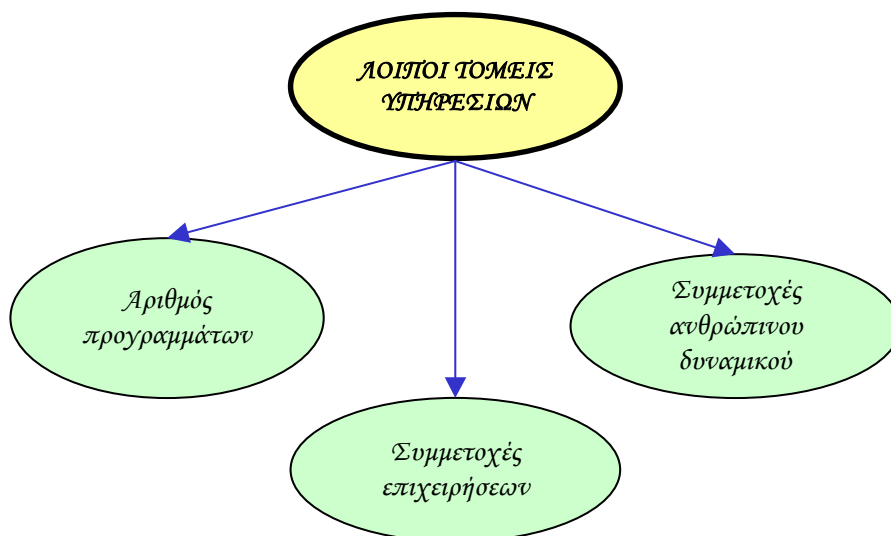 ΛΟΙΠΟΙ ΤΟΜΕΙΣ
ΥΠΗΡΕΣΙΩΝ
Αριθμός
προγραμμάτων
Συμμετοχές
επιχειρήσεων
Συμμετοχές
ανθρώπινου
δυναμικού